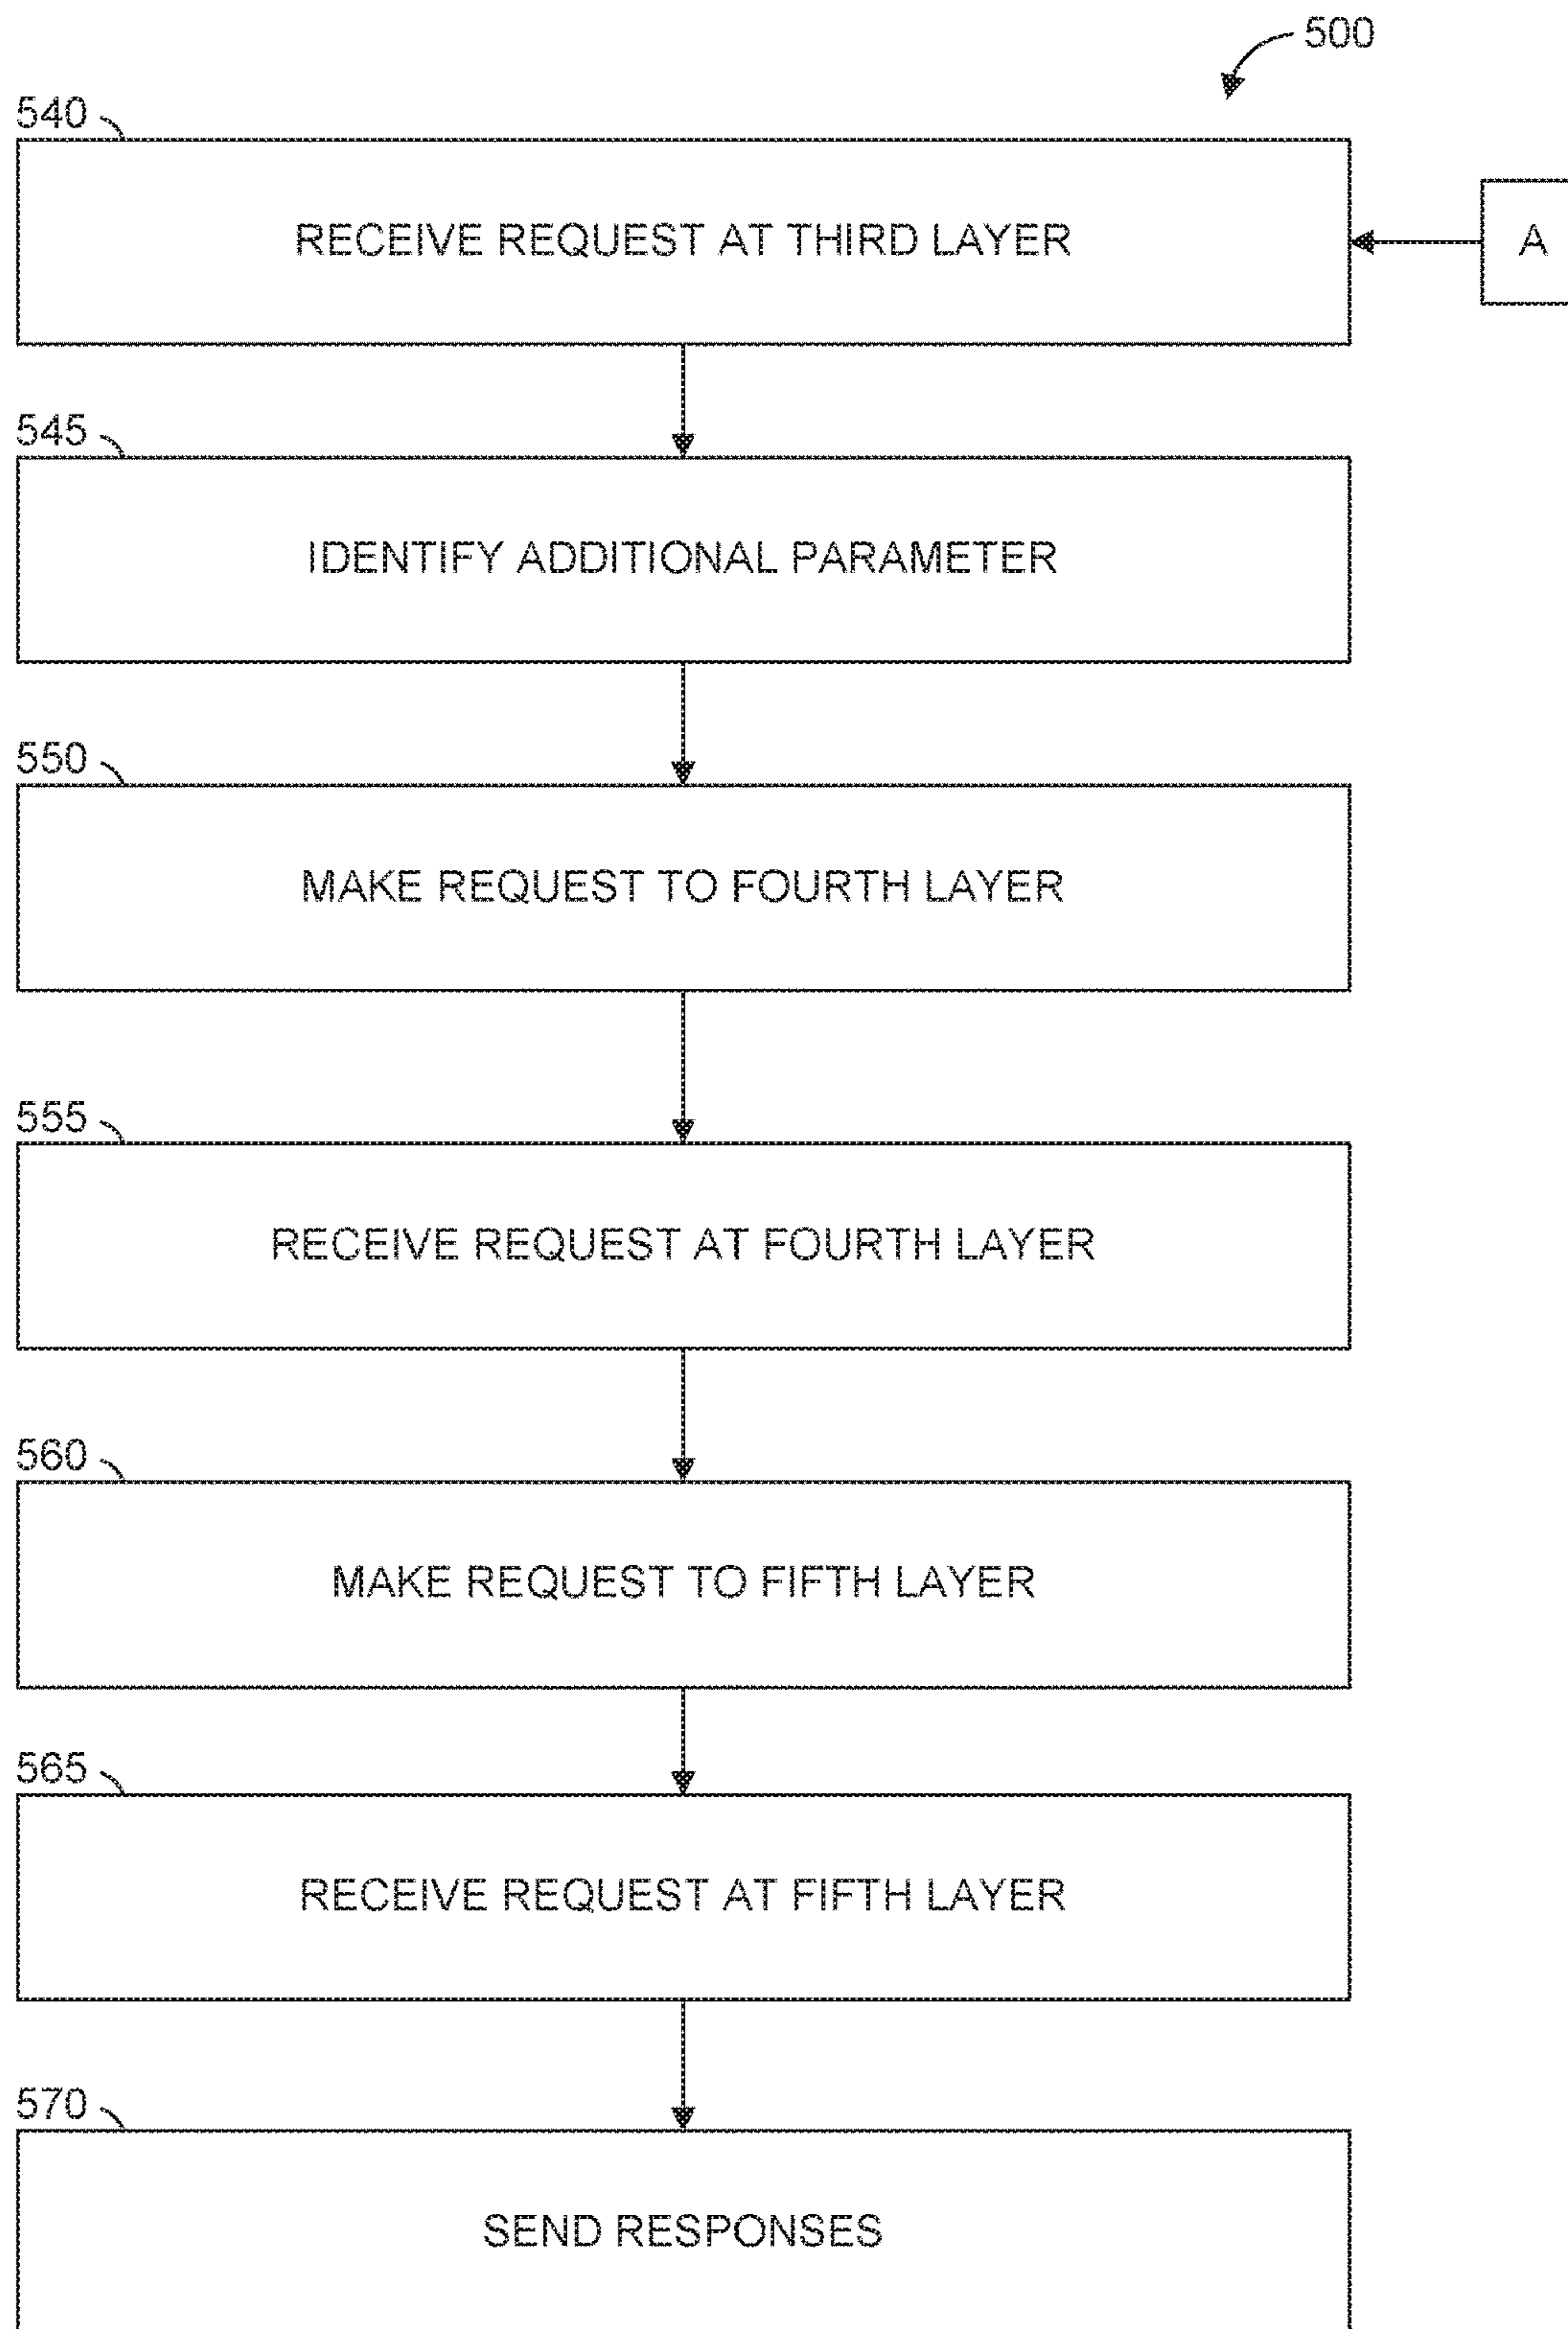 500
540
RECEIVE REQUEST AT THIRD LAYER
A
545
IDENTIFY ADDITIONAL PARAMETER
550
MAKE REQUEST TO FOURTH LAYER
555
RECEIVE REQUEST AT FOURTH LAYER
560
MAKE REQUEST TO FIFTH LAYER
565
RECEIVE REQUEST AT FIFTH LAYER
570
SEND RESPONSES